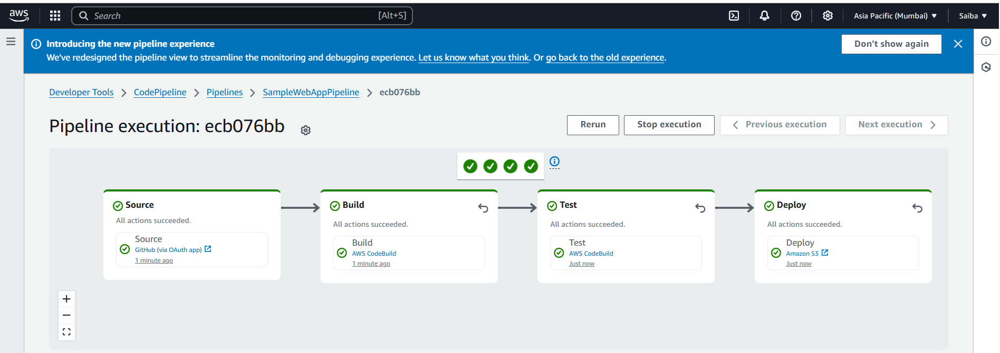 aws
Search [Alt+S]
Asia Pacific (Mumbai) ▼
Saiba ▼
Introducing the new pipeline experience
We've redesigned the pipeline view to streamline the monitoring and debugging experience. Let us know what you think. Or go back to the old experience.
Don't show again
Developer Tools > CodePipeline > Pipelines > SampleWebAppPipeline > ecb076bb
Pipeline execution: ecb076bb
Rerun
Stop execution
Previous execution
Next execution
Source
All actions succeeded.
Source
GitHub (via OAuth app)
1 minute ago
Build
All actions succeeded.
Build
AWS CodeBuild
1 minute ago
Test
All actions succeeded.
Test
AWS CodeBuild
Just now
Deploy
All actions succeeded.
Deploy
Amazon S3
Just now